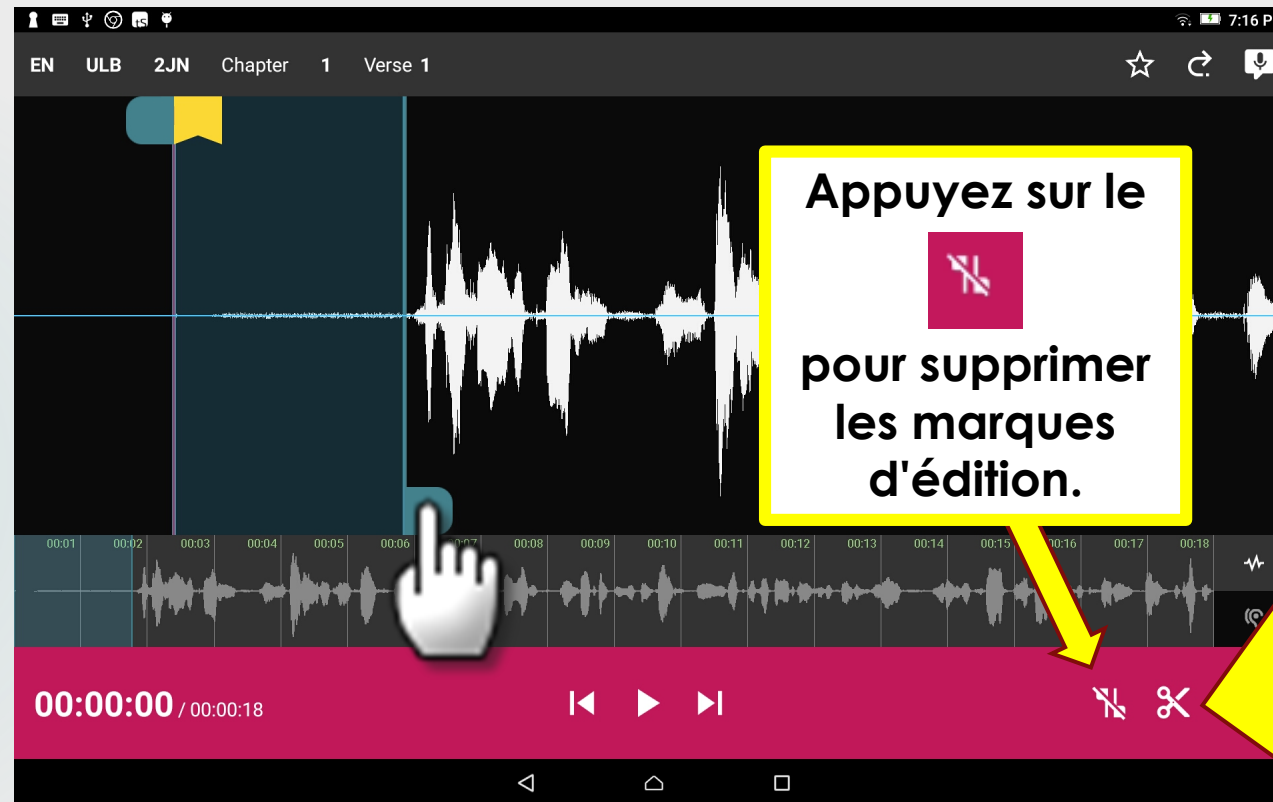 7:16 P
EN ULB 2JN Chapter 1 Verse 1
Appuyez sur le
pour supprimer
les marques
d'édition.
00:01 00:02 00:03 00:04 00:05 00:06 00:07 00:08 00:09 00:10 00:11 00:12 00:13 00:14 00:15 00:16 00:17 00:18
00:00:00 / 00:00:18